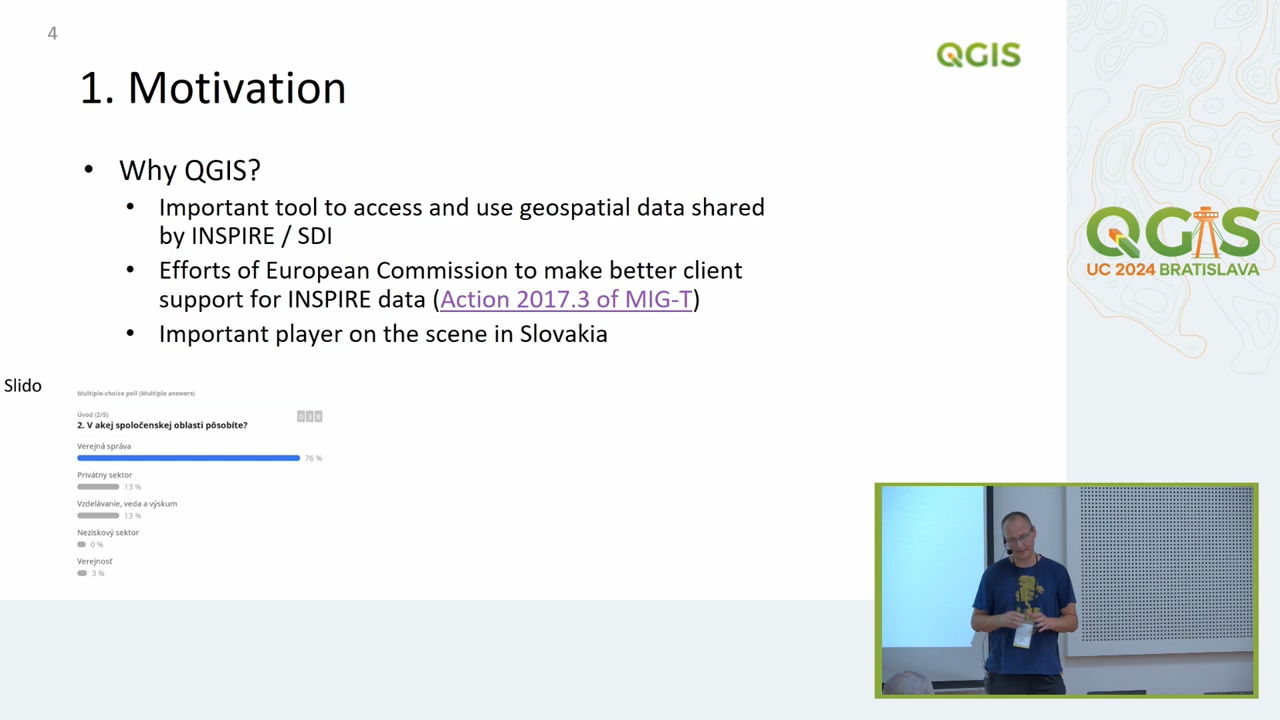 4
QGIS
1. Motivation
• Why QGIS?
• Important tool to access and use geospatial data shared
by INSPIRE / SDI
• Efforts of European Commission to make better client
support for INSPIRE data (Action 2017.3 of MIG-T)
• Important player on the scene in Slovakia
QGIS
UC 2024 BRATISLAVA
Slido
Multiple-choice poll (Multiple answers)
Úvod (2/5)
2. V akej spoločenskej oblasti pôsobíte?
Verejná správa
76 %
Privátny sektor
13 %
Vzdelávanie, veda a výskum
13 %
Neziskový sektor
0 %
Verejnosť
3 %